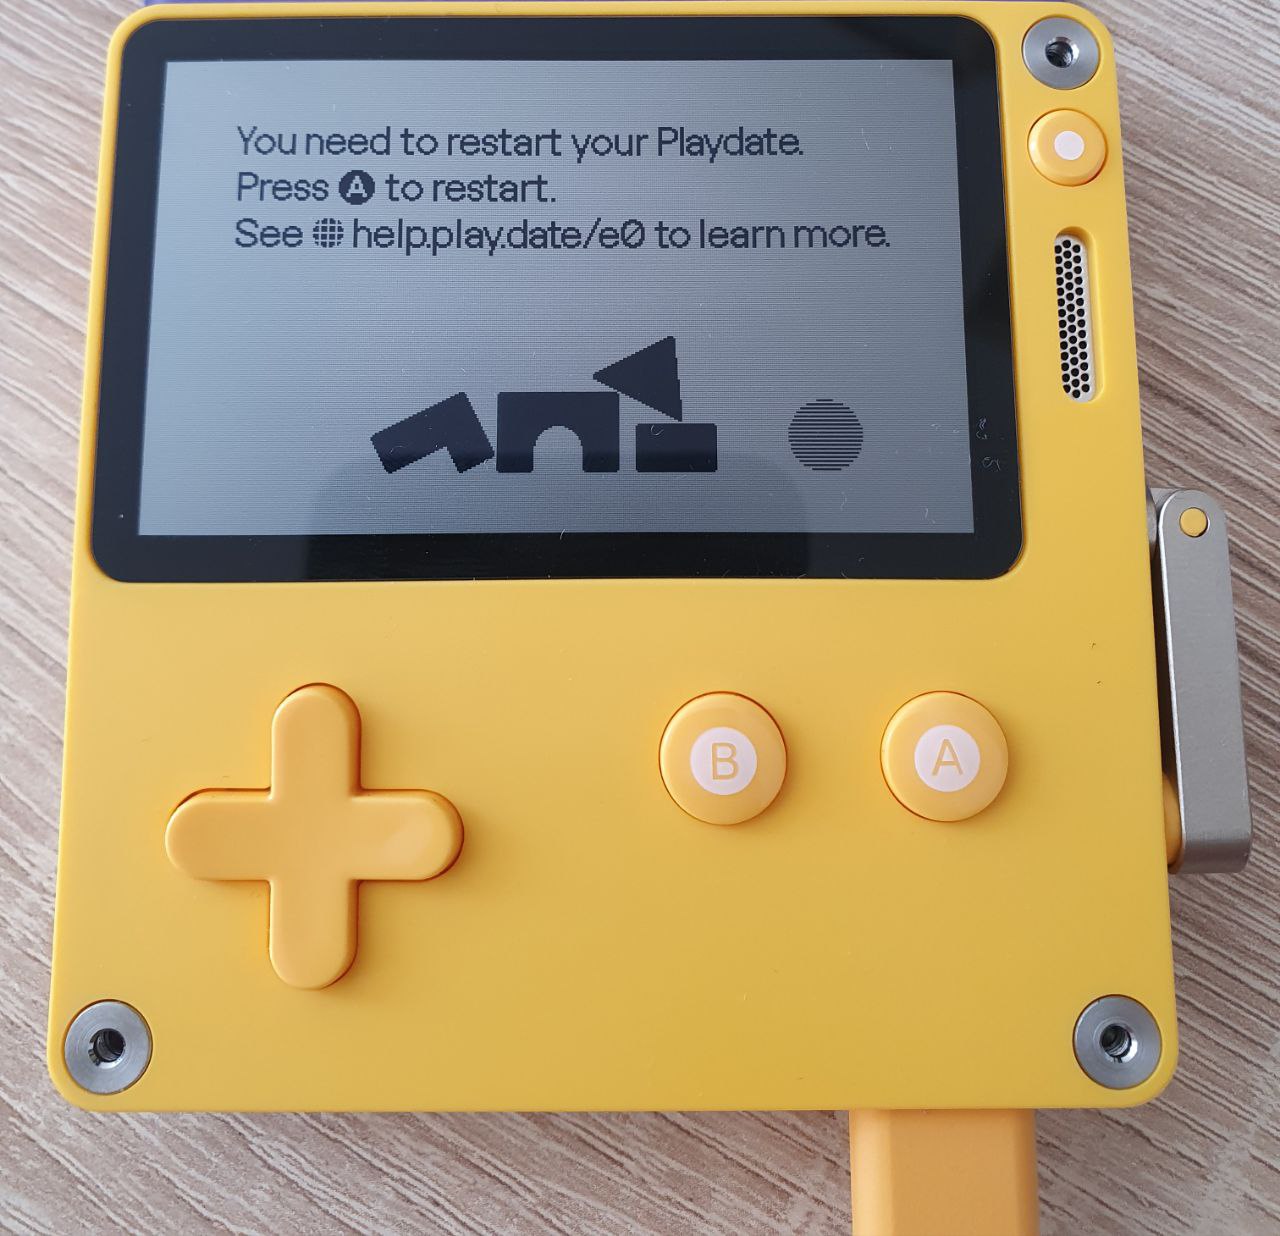 You need to restart your Playdate.
Press A to restart.
See help.play.date/e0 to learn more.
B A